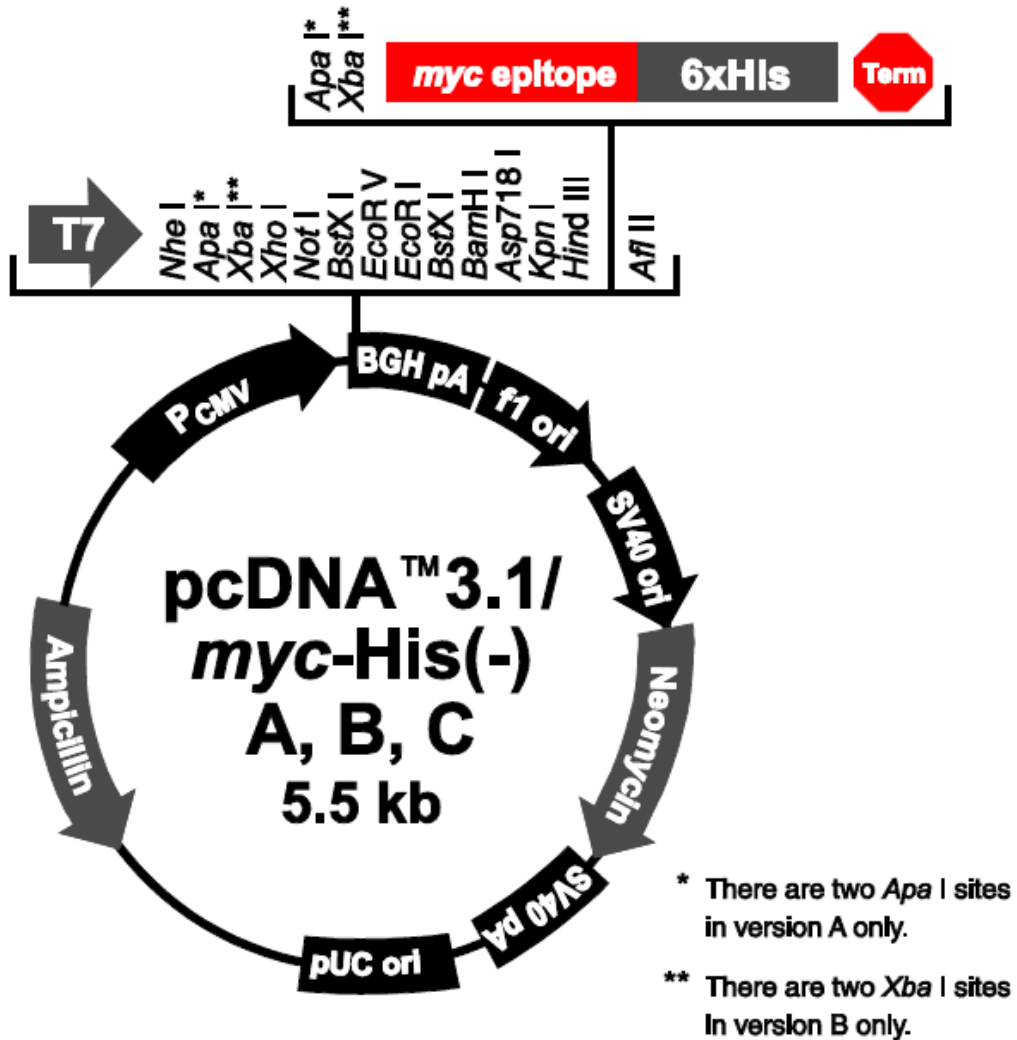 Apa I*
Xba I**
myc epitope
6xHis
Term
T7
Nhe I
Apa I*
Xba I**
Xho I
Not I
BstX I
EcoR V
EcoR I
BstX I
BamH I
Asp718 I
Kpn I
Hind III
Afl II
PCMV
BGH pA
f1 ori
SV40 ori
Neomycin
SV40 pA
pUC ori
Ampicillin
pcDNA™3.1/
myc-His(-)
A, B, C
5.5 kb
* There are two Apa I sites
in version A only.
** There are two Xba I sites
in version B only.